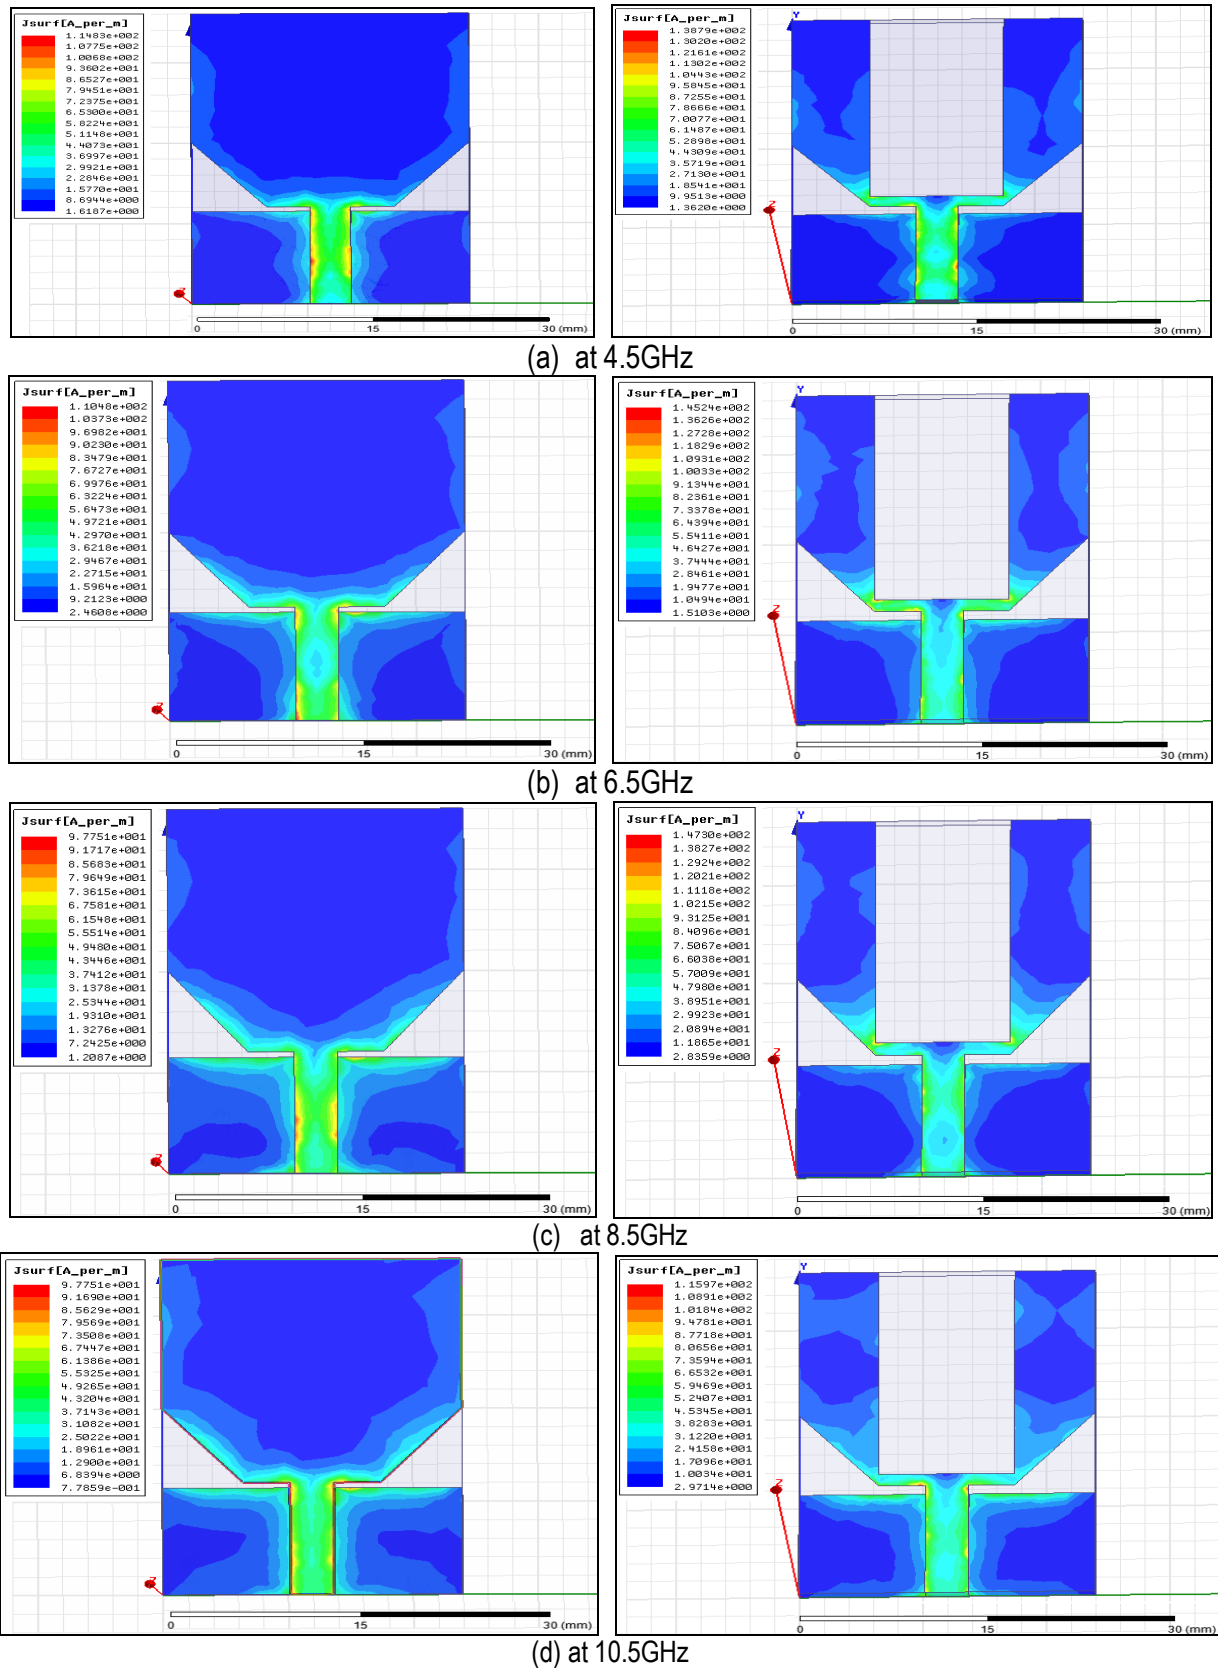 Jsurf[A_per_m]
1.1483e+002
1.0775e+002
1.0068e+002
9.3602e+001
8.6527e+001
7.9451e+001
7.2375e+001
6.5300e+001
5.8224e+001
5.1148e+001
4.4073e+001
3.6997e+001
2.9921e+001
2.2846e+001
1.5770e+001
8.6944e+000
1.6187e+000
Z
0 15 30 (mm)
Jsurf[A_per_m]
1.3879e+002
1.3020e+002
1.2161e+002
1.1302e+002
1.0443e+002
9.5845e+001
8.7255e+001
7.8666e+001
7.0077e+001
6.1487e+001
5.2898e+001
4.4309e+001
3.5719e+001
2.7130e+001
1.8541e+001
9.9513e+000
1.3620e+000
Y
Z
0 15 30 (mm)
(a) at 4.5GHz
Jsurf[A_per_m]
1.1048e+002
1.0373e+002
9.6982e+001
9.0230e+001
8.3479e+001
7.6727e+001
6.9976e+001
6.3224e+001
5.6473e+001
4.9721e+001
4.2970e+001
3.6218e+001
2.9467e+001
2.2715e+001
1.5964e+001
9.2123e+000
2.4608e+000
Z
0 15 30 (mm)
Jsurf[A_per_m]
1.4524e+002
1.3626e+002
1.2728e+002
1.1829e+002
1.0931e+002
1.0033e+002
9.1344e+001
8.2361e+001
7.3378e+001
6.4394e+001
5.5411e+001
4.6427e+001
3.7444e+001
2.8461e+001
1.9477e+001
1.0494e+001
1.5103e+000
Y
Z
0 15 30 (mm)
(b) at 6.5GHz
Jsurf[A_per_m]
9.7751e+001
9.1717e+001
8.5683e+001
7.9649e+001
7.3615e+001
6.7581e+001
6.1548e+001
5.5514e+001
4.9480e+001
4.3446e+001
3.7412e+001
3.1378e+001
2.5344e+001
1.9310e+001
1.3276e+001
7.2425e+000
1.2087e+000
Z
0 15 30 (mm)
Jsurf[A_per_m]
1.4730e+002
1.3827e+002
1.2924e+002
1.2021e+002
1.1118e+002
1.0215e+002
9.3125e+001
8.4096e+001
7.5067e+001
6.6038e+001
5.7009e+001
4.7980e+001
3.8951e+001
2.9923e+001
2.0894e+001
1.1865e+001
2.8359e+000
Y
Z
0 15 30 (mm)
(c) at 8.5GHz
Jsurf[A_per_m]
9.7751e+001
9.1690e+001
8.5629e+001
7.9569e+001
7.3508e+001
6.7447e+001
6.1386e+001
5.5325e+001
4.9265e+001
4.3204e+001
3.7143e+001
3.1082e+001
2.5022e+001
1.8961e+001
1.2900e+001
6.8394e+000
7.7859e-001
Z
0 15 30 (mm)
Jsurf[A_per_m]
1.1597e+002
1.0891e+002
1.0184e+002
9.4781e+001
8.7718e+001
8.0656e+001
7.3594e+001
6.6532e+001
5.9469e+001
5.2407e+001
4.5345e+001
3.8283e+001
3.1220e+001
2.4158e+001
1.7096e+001
1.0034e+001
2.9714e+000
Y
Z
0 15 30 (mm)
(d) at 10.5GHz